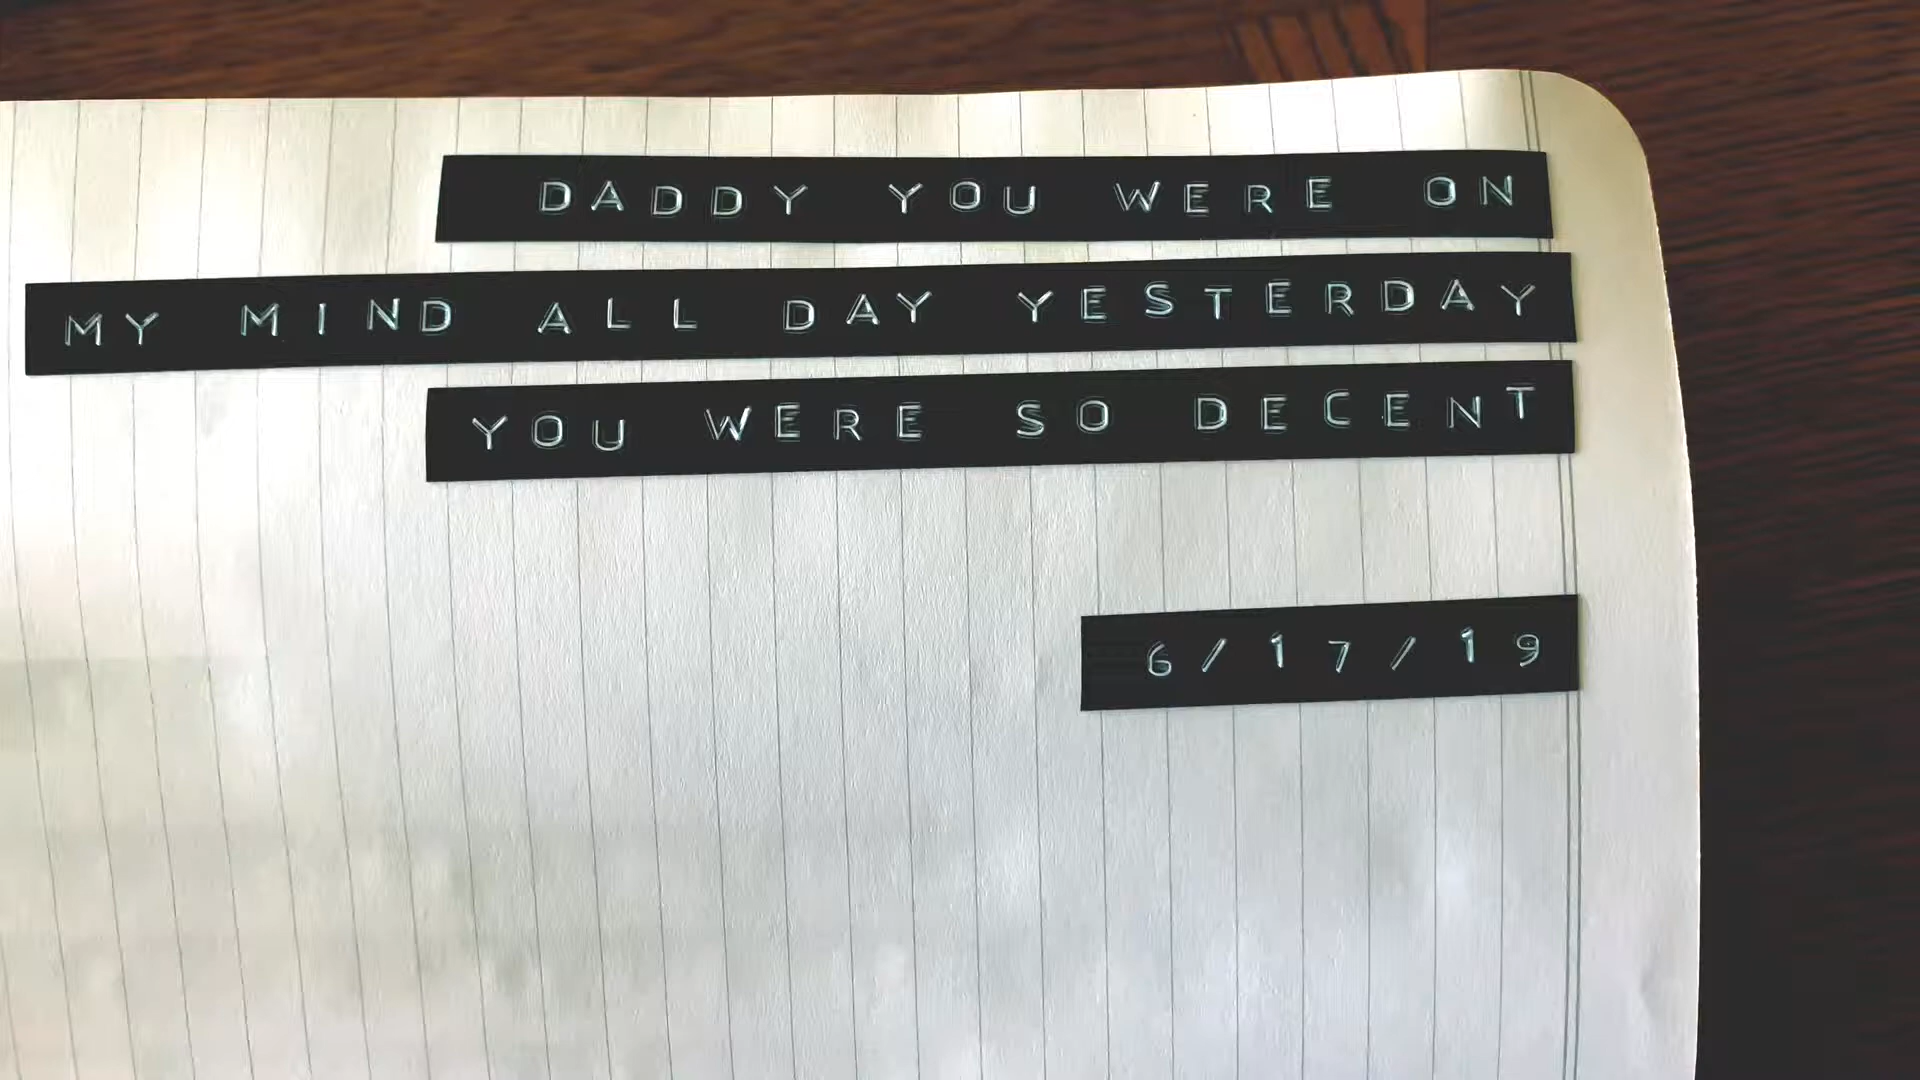 DADDY YOU WERE ON
MY MIND ALL DAY YESTERDAY
YOU WERE SO DECENT
6/17/19